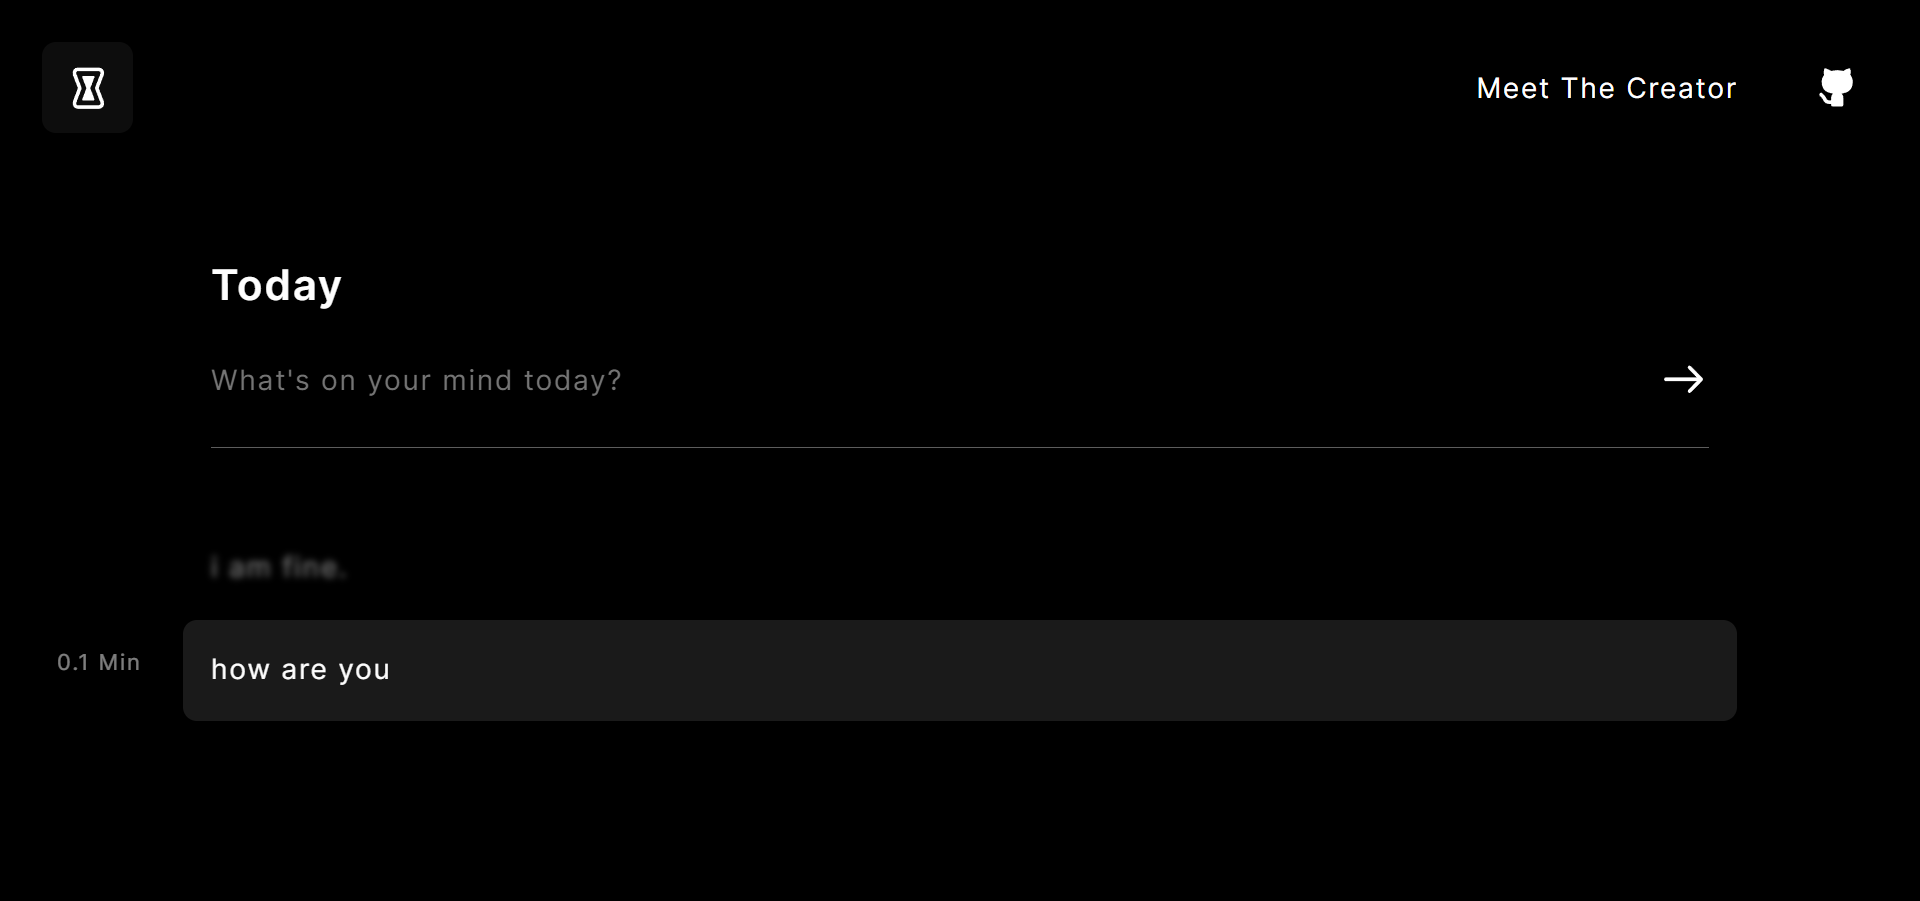 Meet The Creator
Today
What's on your mind today?
i am fine.
0.1 Min
how are you